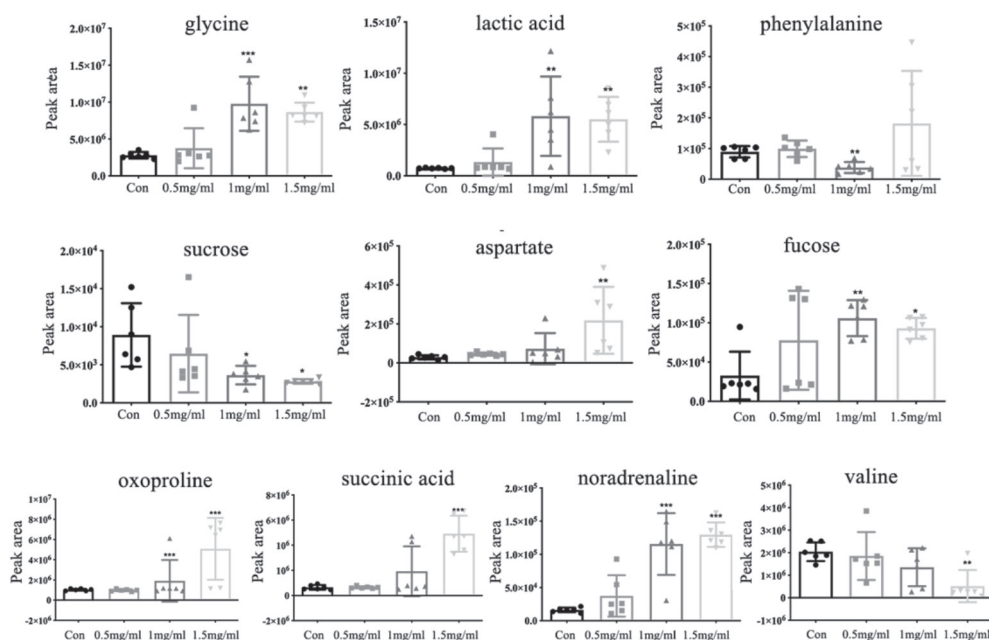 glycine
Peak area
2.0×10⁷
1.5×10⁷
1.0×10⁷
5.0×10⁶
0.0
***
**
Con 0.5mg/ml 1mg/ml 1.5mg/ml
lactic acid
Peak area
1.5×10⁷
1.0×10⁷
5.0×10⁶
0.0
**
**
Con 0.5mg/ml 1mg/ml 1.5mg/ml
phenylalanine
Peak area
5×10⁵
4×10⁵
3×10⁵
2×10⁵
1×10⁵
0
**
Con 0.5mg/ml 1mg/ml 1.5mg/ml
sucrose
Peak area
2.0×10⁴
1.5×10⁴
1.0×10⁴
5.0×10³
0.0
*
*
Con 0.5mg/ml 1mg/ml 1.5mg/ml
aspartate
Peak area
6×10⁵
4×10⁵
2×10⁵
0
-2×10⁵
**
Con 0.5mg/ml 1mg/ml 1.5mg/ml
fucose
Peak area
2.0×10⁵
1.5×10⁵
1.0×10⁵
5.0×10⁴
0.0
**
*
Con 0.5mg/ml 1mg/ml 1.5mg/ml
oxoproline
Peak area
1×10⁷
8×10⁶
6×10⁶
4×10⁶
2×10⁶
0
-2×10⁶
***
***
Con 0.5mg/ml 1mg/ml 1.5mg/ml
succinic acid
Peak area
8×10⁶
6×10⁶
4×10⁶
2×10⁶
0
-2×10⁶
***
Con 0.5mg/ml 1mg/ml 1.5mg/ml
noradrenaline
Peak area
2.0×10⁵
1.5×10⁵
1.0×10⁵
5.0×10⁴
0.0
***
***
Con 0.5mg/ml 1mg/ml 1.5mg/ml
valine
Peak area
5×10⁶
4×10⁶
3×10⁶
2×10⁶
1×10⁶
0
-1×10⁶
**
Con 0.5mg/ml 1mg/ml 1.5mg/ml